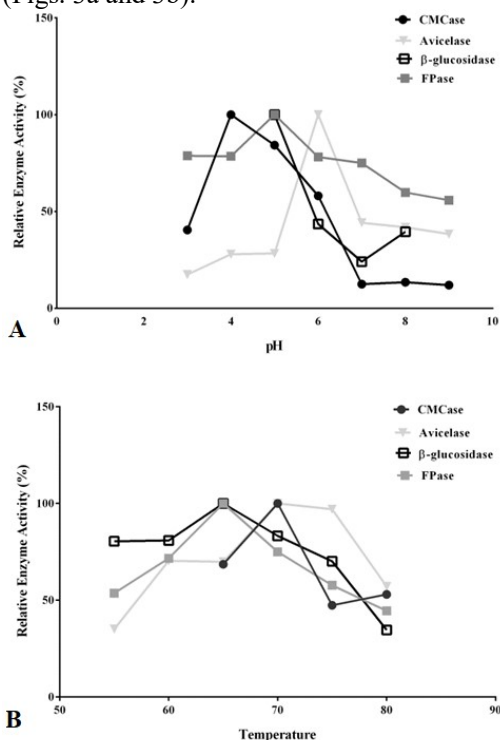 (Figs. 3a and 3b).
150
100
50
0
0 2 4 6 8 10
Relative Enzyme Activity (%)
pH
CMCase
Avicelase
β-glucosidase
FPase
A
150
100
50
0
50 60 70 80 90
Relative Enzyme Activity (%)
Temperature
CMCase
Avicelase
β-glucosidase
FPase
B